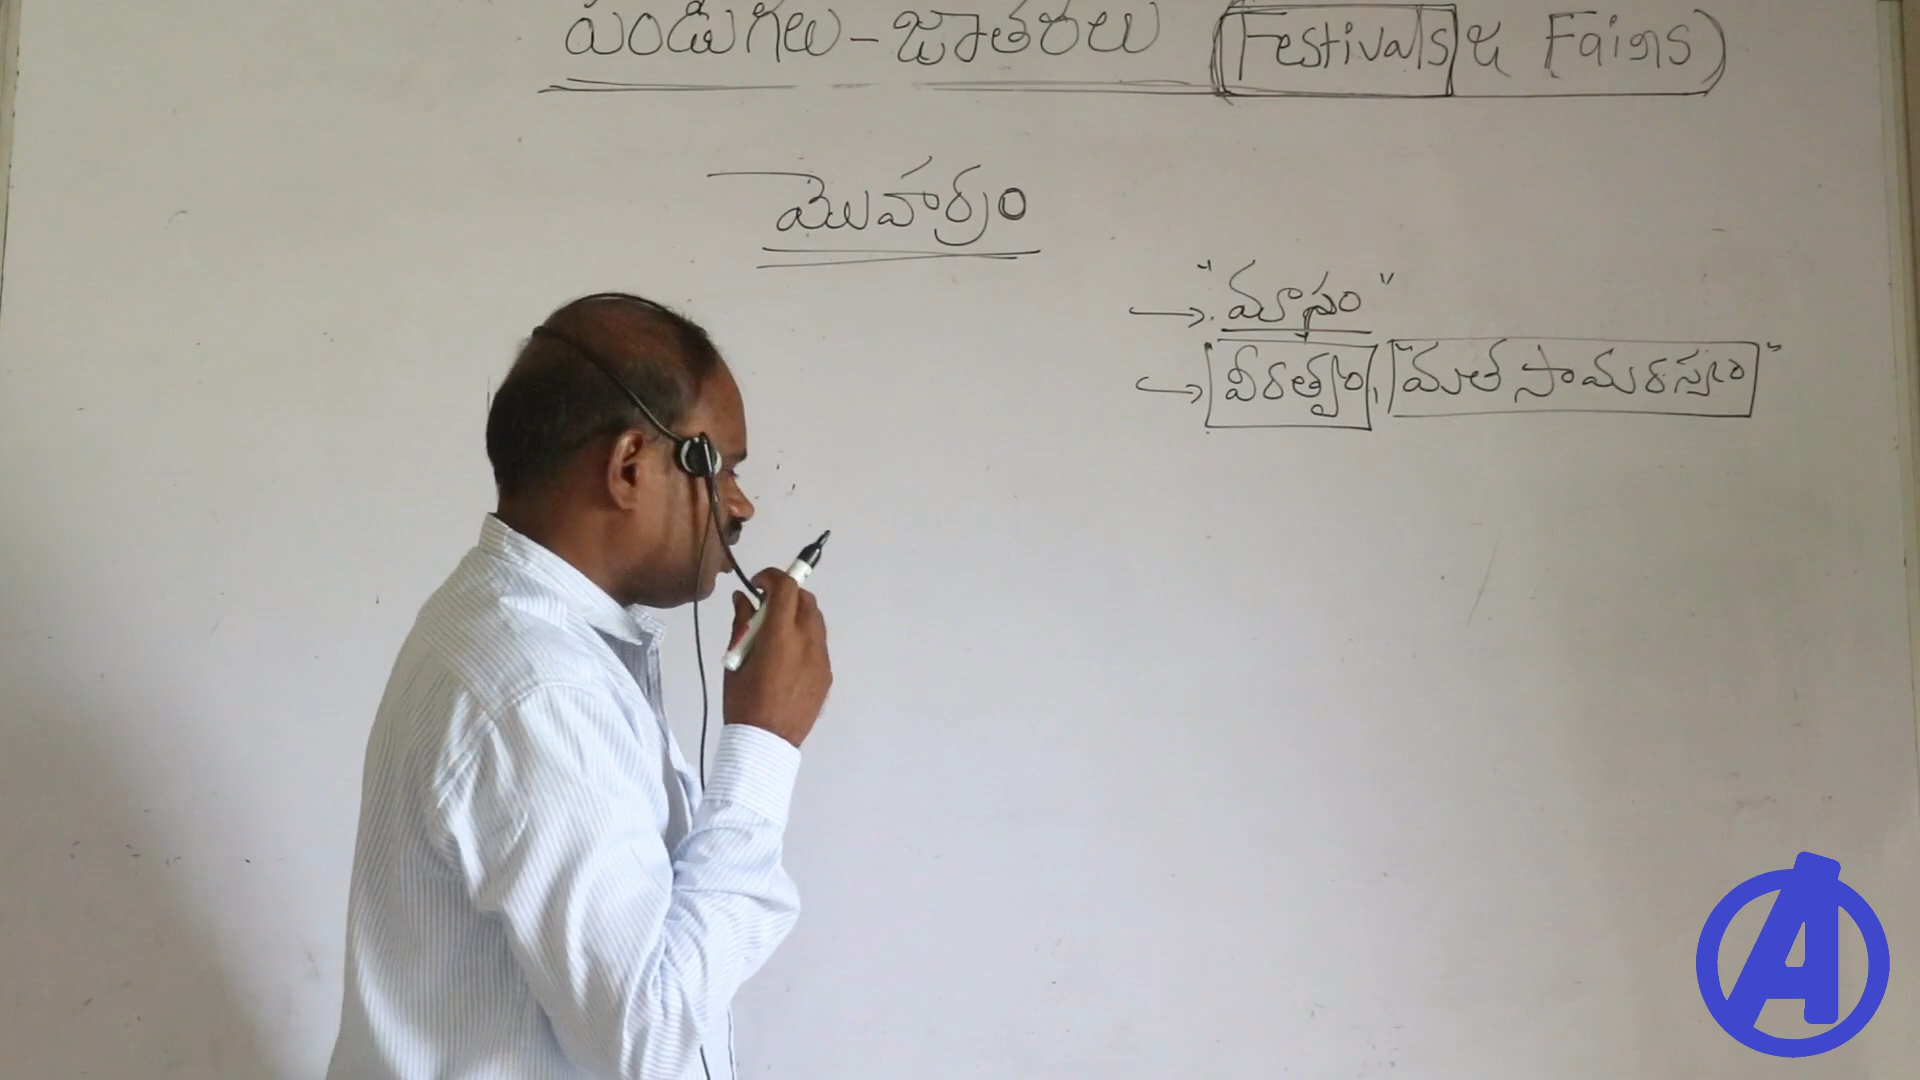 పండుగలు - జాతరలు (Festivals & Fairs)
మొహర్రం
→ "మాసం"
→ వీరత్వం, "మత సామరస్యం"
A